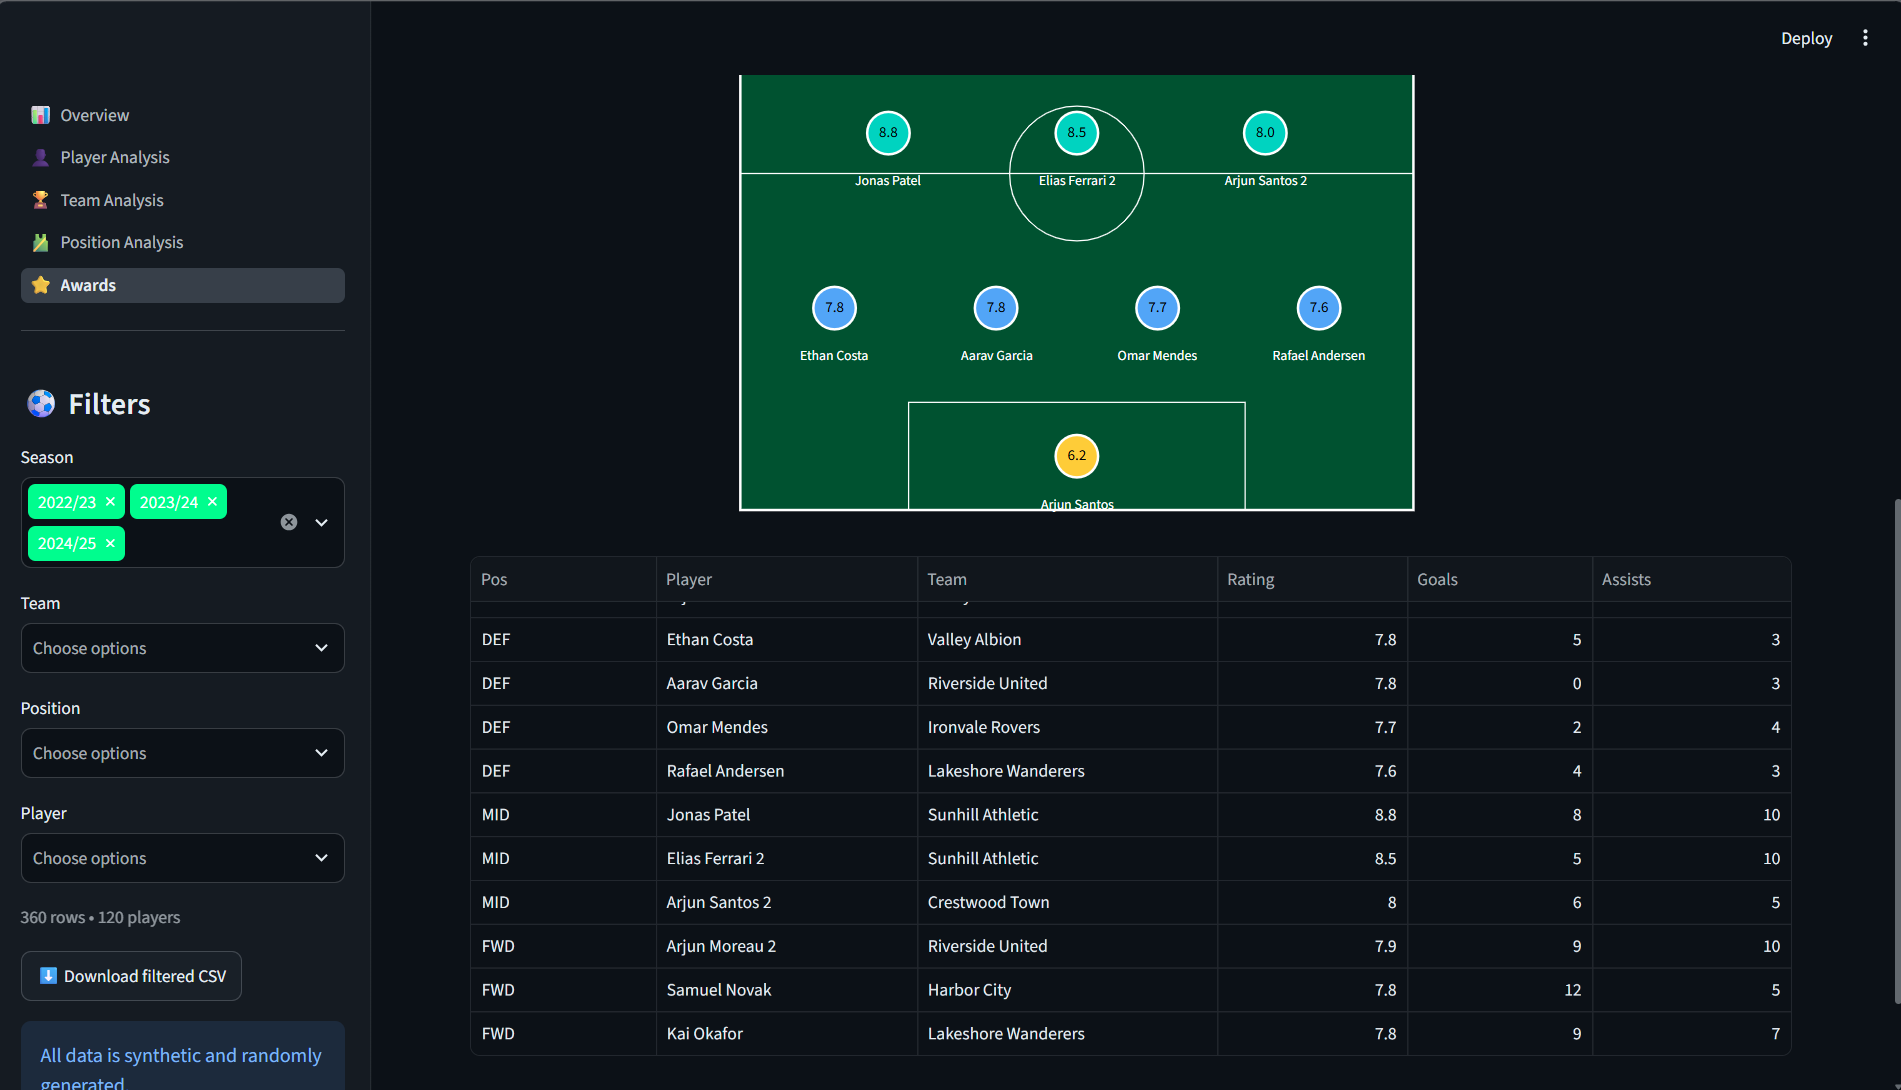 Deploy
Overview
Player Analysis
Team Analysis
Position Analysis
Awards
Filters
Season
2022/23 ×
2023/24 ×
2024/25 ×
Team
Choose options
Position
Choose options
Player
Choose options
360 rows • 120 players
Download filtered CSV
All data is synthetic and randomly
generated
8.8 8.5 8.0
Jonas Patel Elias Ferrari 2 Arjun Santos 2
7.8 7.8 7.7 7.6
Ethan Costa Aarav Garcia Omar Mendes Rafael Andersen
6.2
Arjun Santos
Pos Player Team Rating Goals Assists
DEF Ethan Costa Valley Albion 7.8 5 3
DEF Aarav Garcia Riverside United 7.8 0 3
DEF Omar Mendes Ironvale Rovers 7.7 2 4
DEF Rafael Andersen Lakeshore Wanderers 7.6 4 3
MID Jonas Patel Sunhill Athletic 8.8 8 10
MID Elias Ferrari 2 Sunhill Athletic 8.5 5 10
MID Arjun Santos 2 Crestwood Town 8 6 5
FWD Arjun Moreau 2 Riverside United 7.9 9 10
FWD Samuel Novak Harbor City 7.8 12 5
FWD Kai Okafor Lakeshore Wanderers 7.8 9 7